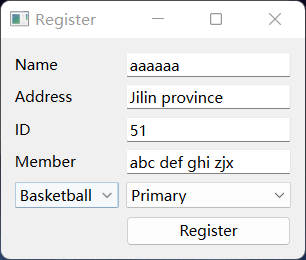 Register
Name aaaaaa
Address Jilin province
ID 51
Member abc def ghi zjx
Basketball Primary
Register